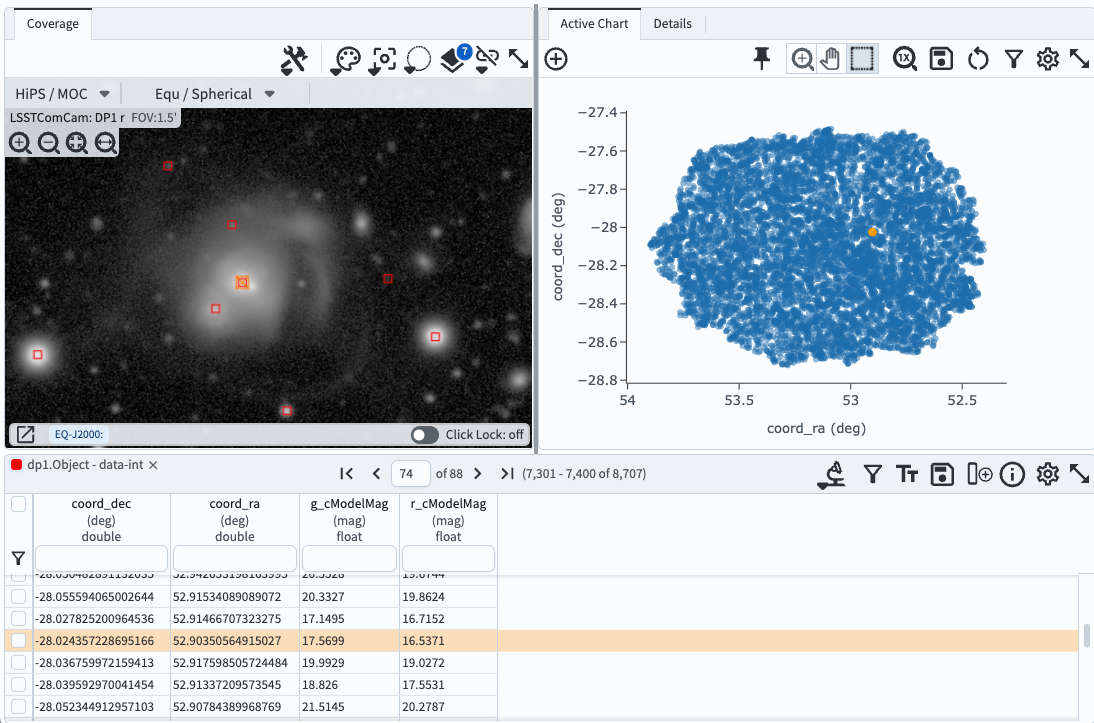 Coverage
7
HiPS / MOC
Equ / Spherical
LSSTComCam: DP1 r FOV:1.5'
EQ-J2000:
Click Lock: off
Active Chart
Details
1X
−27.4
−27.6
−27.8
−28
−28.2
−28.4
−28.6
−28.8
coord_dec (deg)
54
53.5
53
52.5
coord_ra (deg)
dp1.Object - data-int
74 of 88 (7,301 - 7,400 of 8,707)
coord_dec coord_ra g_cModelMag r_cModelMag
(deg) (deg) (mag) (mag)
double double float float
-28.055594065002644 52.91534089089072 20.3327 19.8624
-28.027825200964536 52.91466707323275 17.1495 16.7152
-28.024357228695166 52.90350564915027 17.5699 16.5371
-28.036759972159413 52.917598505724484 19.9929 19.0272
-28.039592970041454 52.91337209573545 18.826 17.5531
-28.052344912957103 52.90784389968769 21.5145 20.2787